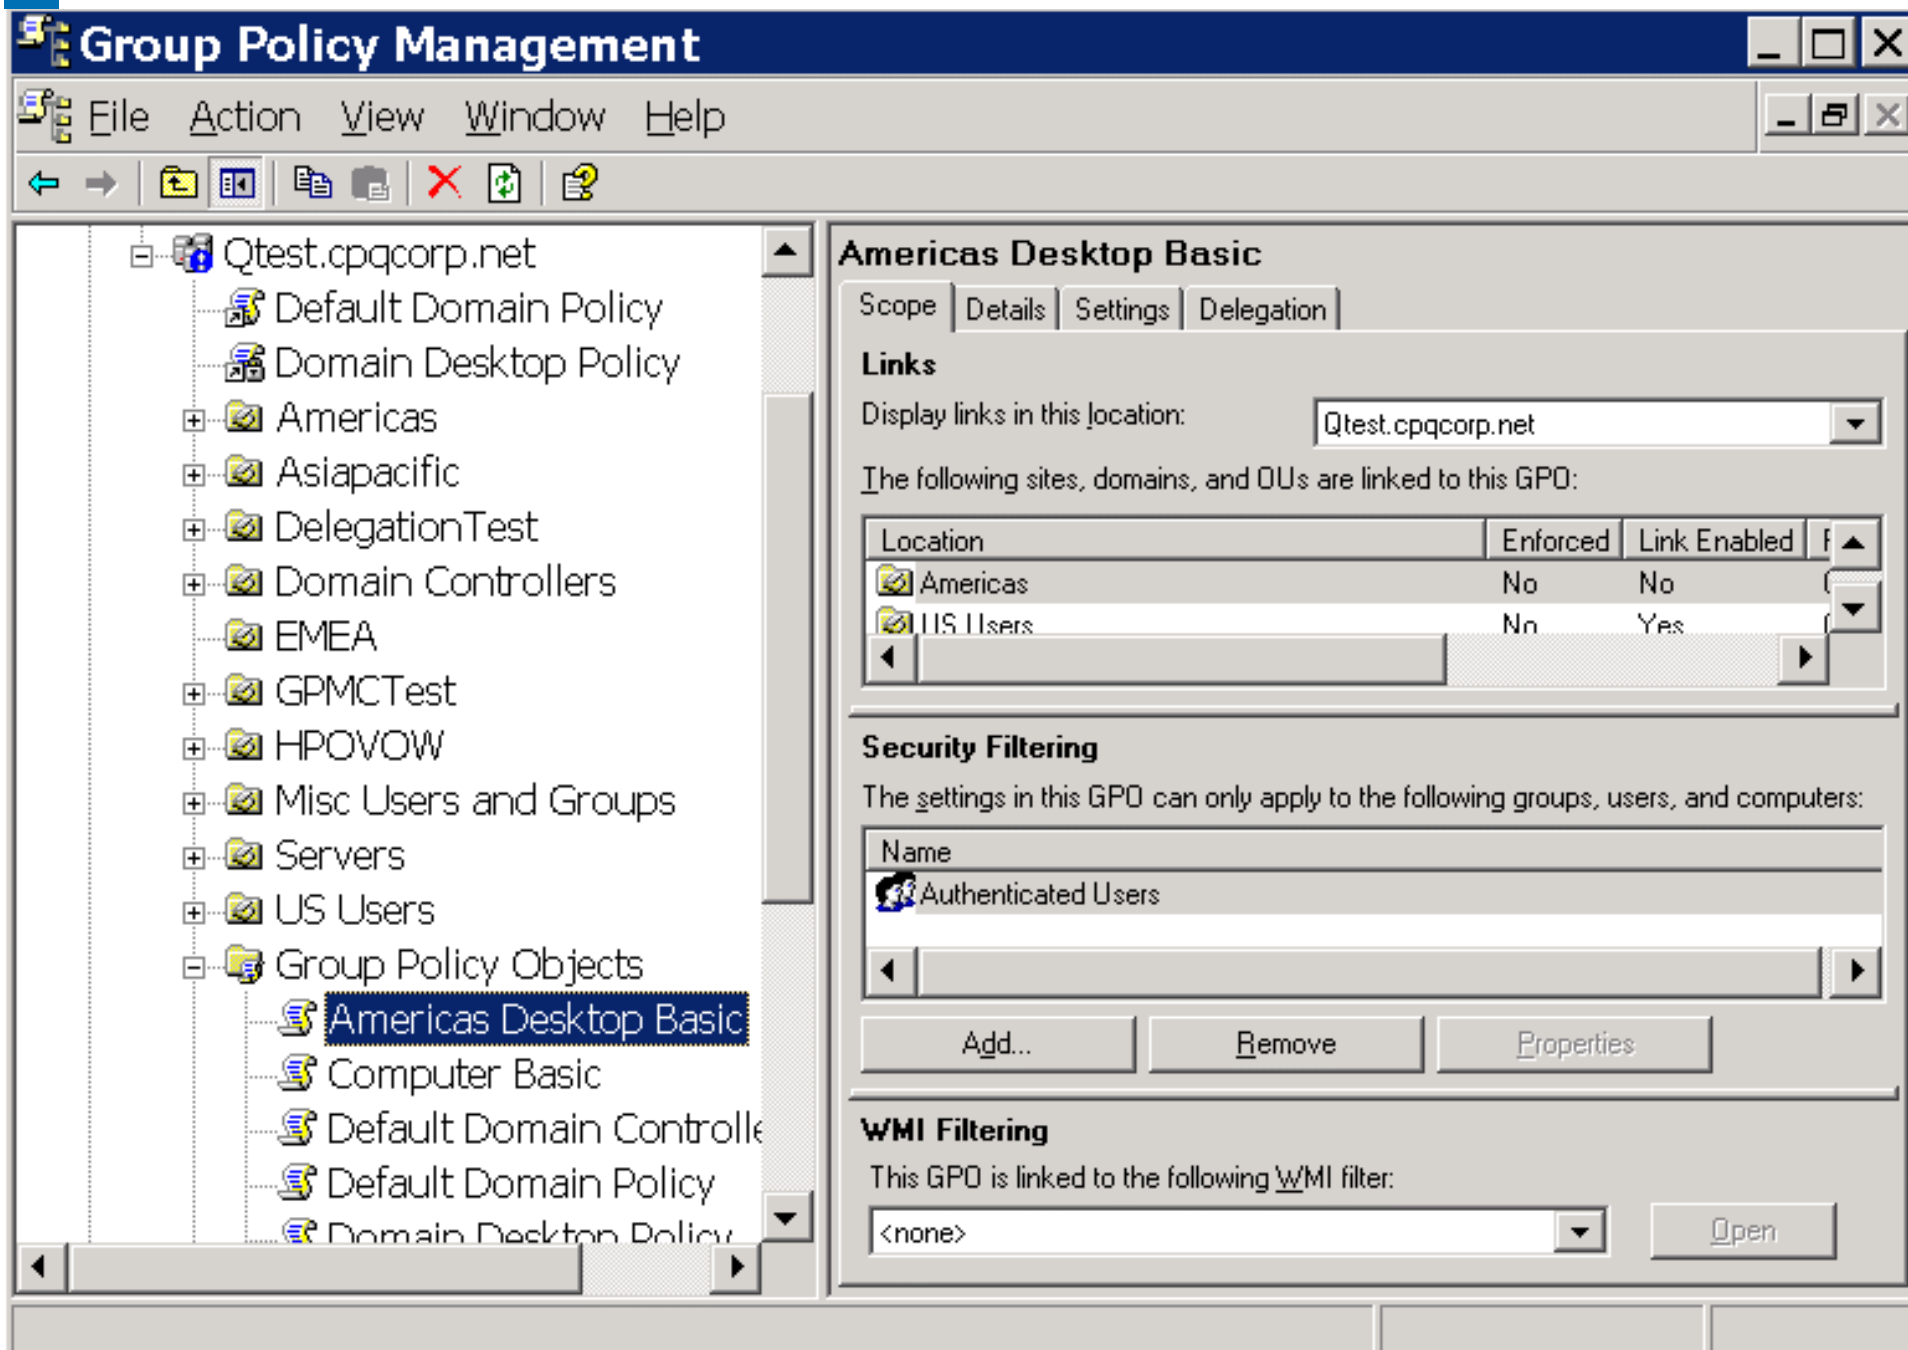 Group Policy Management
File Action View Window Help
Qtest.cpqcorp.net
Default Domain Policy
Domain Desktop Policy
Americas
Asiapacific
DelegationTest
Domain Controllers
EMEA
GPMCTest
HPOVOW
Misc Users and Groups
Servers
US Users
Group Policy Objects
Americas Desktop Basic
Computer Basic
Default Domain Controlle
Default Domain Policy
Domain Desktop Policy
Americas Desktop Basic
Scope Details Settings Delegation
Links
Display links in this location: Qtest.cpqcorp.net
The following sites, domains, and OUs are linked to this GPO:
Location Enforced Link Enabled
Americas No No
US Users No Yes
Security Filtering
The settings in this GPO can only apply to the following groups, users, and computers:
Name
Authenticated Users
Add... Remove Properties
WMI Filtering
This GPO is linked to the following WMI filter:
<none> Open